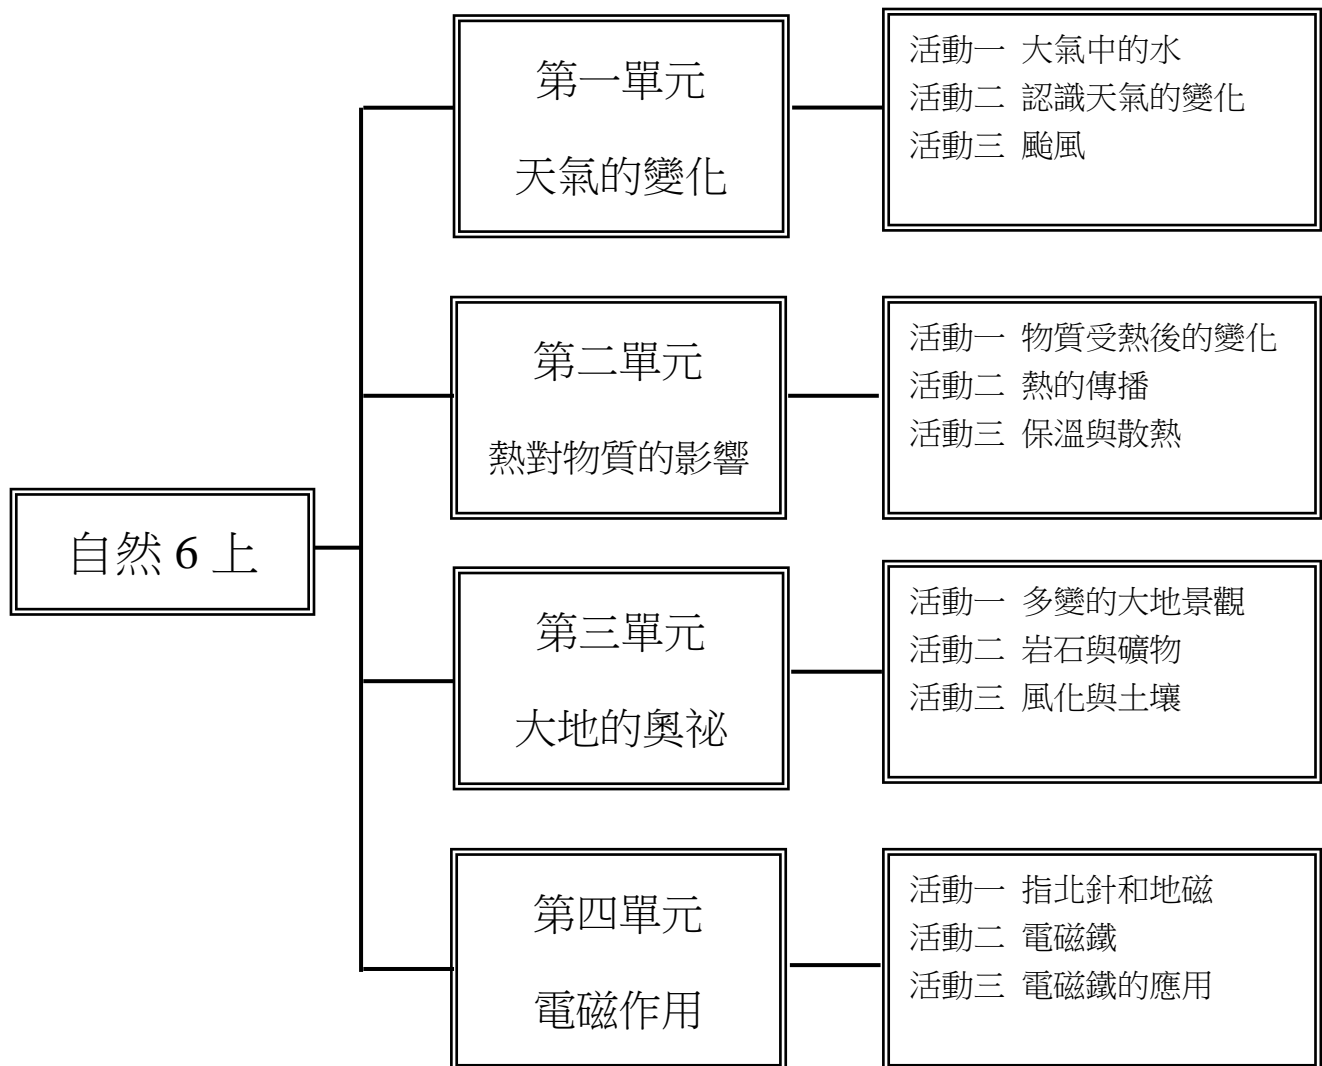 自然 6 上
第一單元
天氣的變化
活動一 大氣中的水
活動二 認識天氣的變化
活動三 颱風
第二單元
熱對物質的影響
活動一 物質受熱後的變化
活動二 熱的傳播
活動三 保溫與散熱
第三單元
大地的奧祕
活動一 多變的大地景觀
活動二 岩石與礦物
活動三 風化與土壤
第四單元
電磁作用
活動一 指北針和地磁
活動二 電磁鐵
活動三 電磁鐵的應用